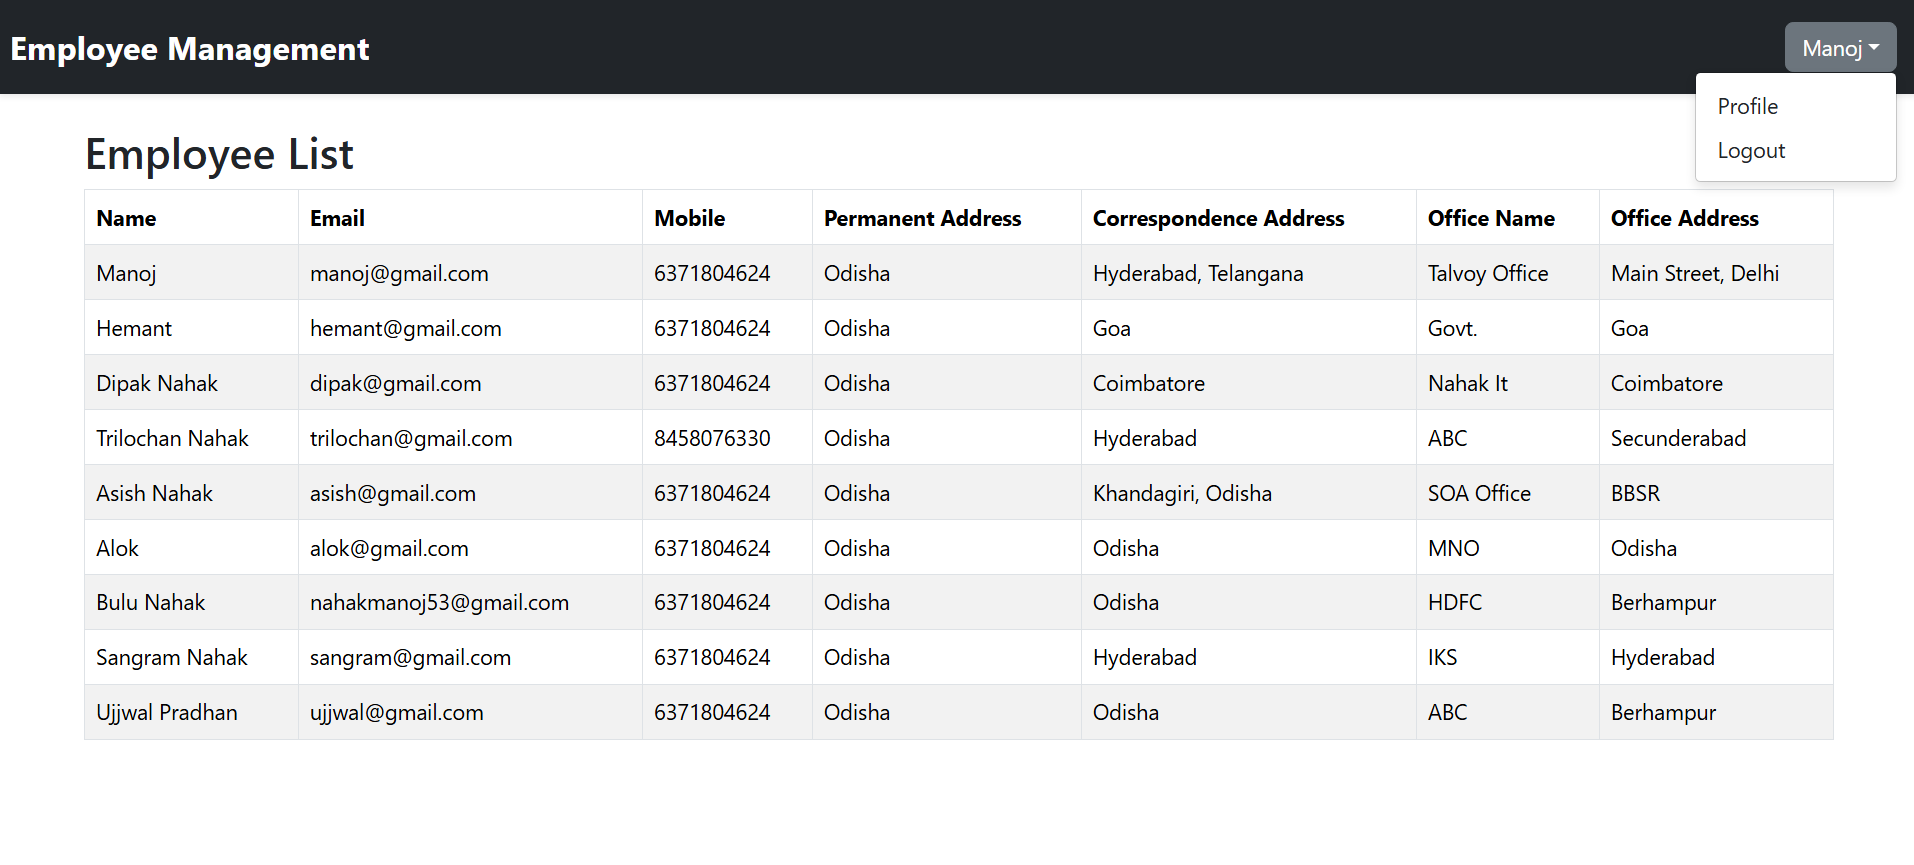 Employee Management
Manoj
Profile
Logout
Employee List
Name Email Mobile Permanent Address Correspondence Address Office Name Office Address
Manoj manoj@gmail.com 6371804624 Odisha Hyderabad, Telangana Talvoy Office Main Street, Delhi
Hemant hemant@gmail.com 6371804624 Odisha Goa Govt. Goa
Dipak Nahak dipak@gmail.com 6371804624 Odisha Coimbatore Nahak It Coimbatore
Trilochan Nahak trilochan@gmail.com 8458076330 Odisha Hyderabad ABC Secunderabad
Asish Nahak asish@gmail.com 6371804624 Odisha Khandagiri, Odisha SOA Office BBSR
Alok alok@gmail.com 6371804624 Odisha Odisha MNO Odisha
Bulu Nahak nahakmanoj53@gmail.com 6371804624 Odisha Odisha HDFC Berhampur
Sangram Nahak sangram@gmail.com 6371804624 Odisha Hyderabad IKS Hyderabad
Ujjwal Pradhan ujjwal@gmail.com 6371804624 Odisha Odisha ABC Berhampur